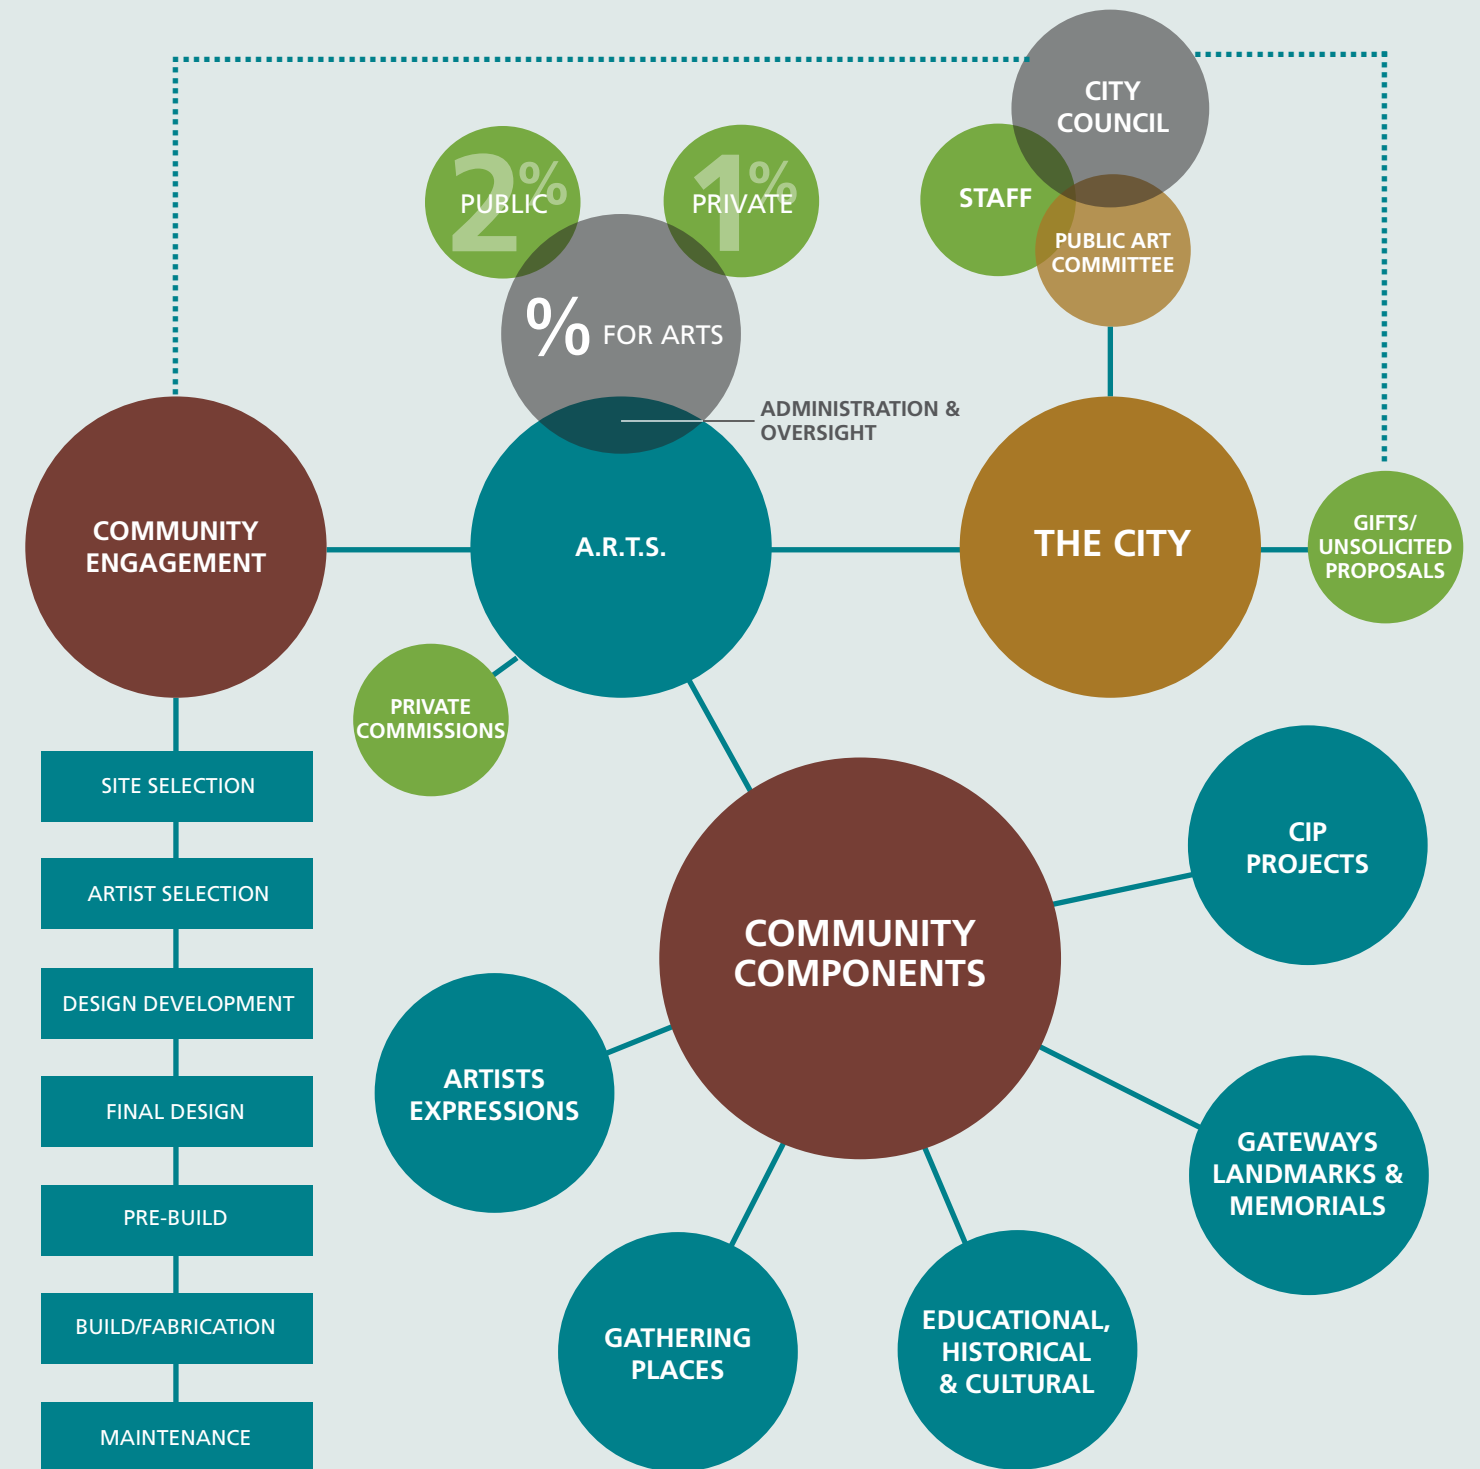 CITY
COUNCIL
2%
PUBLIC
1%
PRIVATE
STAFF
PUBLIC ART
COMMITTEE
% FOR ARTS
ADMINISTRATION &
OVERSIGHT
COMMUNITY
ENGAGEMENT
A.R.T.S.
THE CITY
GIFTS/
UNSOLICITED
PROPOSALS
PRIVATE
COMMISSIONS
SITE SELECTION
ARTIST SELECTION
DESIGN DEVELOPMENT
FINAL DESIGN
PRE-BUILD
BUILD/FABRICATION
MAINTENANCE
COMMUNITY
COMPONENTS
CIP
PROJECTS
GATEWAYS
LANDMARKS &
MEMORIALS
EDUCATIONAL,
HISTORICAL
& CULTURAL
GATHERING
PLACES
ARTISTS
EXPRESSIONS